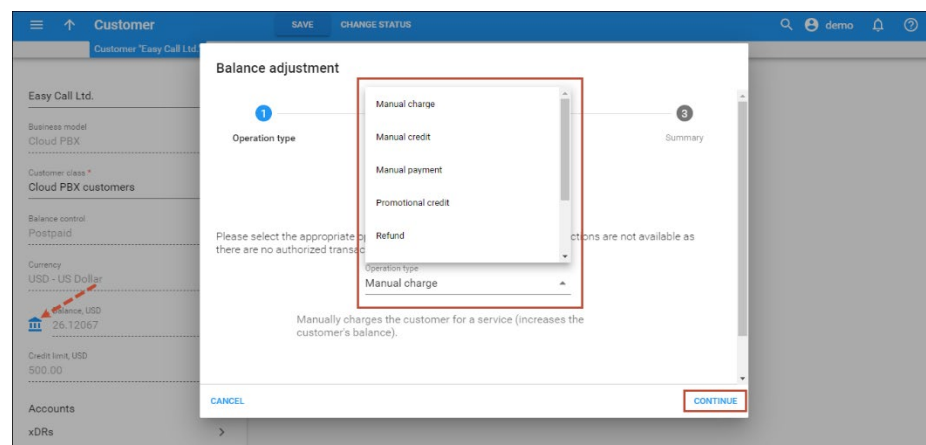 Customer
SAVE
CHANGE STATUS
demo
Customer "Easy Call Ltd.
Balance adjustment
Easy Call Ltd.
Business model
Cloud PBX
Customer class *
Cloud PBX customers
Balance control
Postpaid
Currency
USD - US Dollar
Balance, USD
26.12067
Credit limit, USD
500.00
Accounts
xDRs
1
Operation type
3
Summary
Manual charge
Manual credit
Manual payment
Promotional credit
Refund
Please select the appropriate
ctions are not available as
there are no authorized
Operation type
Manual charge
Manually charges the customer for a service (increases the
customer's balance).
CANCEL
CONTINUE